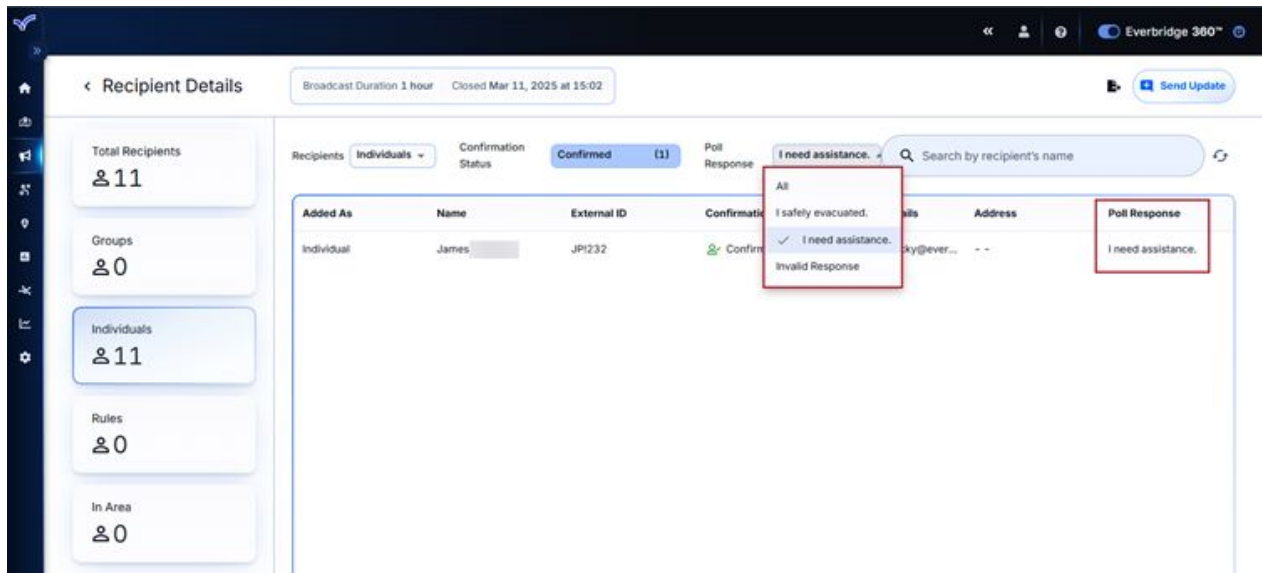 Everbridge 360™
Recipient Details
Broadcast Duration 1 hour Closed Mar 11, 2025 at 15:02
Send Update
Total Recipients
11
Groups
0
Individuals
11
Rules
0
In Area
0
Recipients Individuals
Confirmation Status
Confirmed (1)
Poll Response
I need assistance.
Search by recipient's name
All
I safely evacuated.
I need assistance.
Invalid Response
Added As Name External ID Confirmatio ails Address Poll Response
Individual James JP!232 Confirm cky@ever... - - I need assistance.